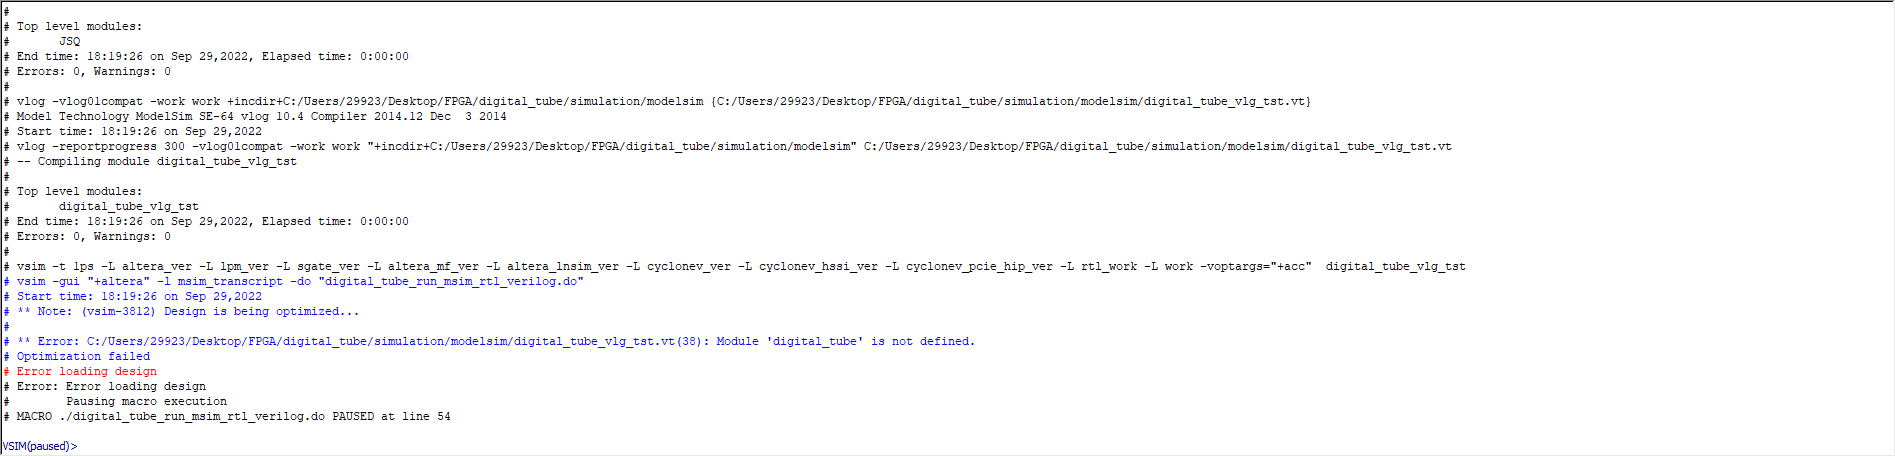 #
# Top level modules:
#       JSQ
# End time: 18:19:26 on Sep 29,2022, Elapsed time: 0:00:00
# Errors: 0, Warnings: 0
#
# vlog -vlog01compat -work work +incdir+C:/Users/29923/Desktop/FPGA/digital_tube/simulation/modelsim {C:/Users/29923/Desktop/FPGA/digital_tube/simulation/modelsim/digital_tube_vlg_tst.vt}
# Model Technology ModelSim SE-64 vlog 10.4 Compiler 2014.12 Dec  3 2014
# Start time: 18:19:26 on Sep 29,2022
# vlog -reportprogress 300 -vlog01compat -work work "+incdir+C:/Users/29923/Desktop/FPGA/digital_tube/simulation/modelsim" C:/Users/29923/Desktop/FPGA/digital_tube/simulation/modelsim/digital_tube_vlg_tst.vt
# -- Compiling module digital_tube_vlg_tst
#
# Top level modules:
#       digital_tube_vlg_tst
# End time: 18:19:26 on Sep 29,2022, Elapsed time: 0:00:00
# Errors: 0, Warnings: 0
#
# vsim -t 1ps -L altera_ver -L lpm_ver -L sgate_ver -L altera_mf_ver -L altera_lnsim_ver -L cyclonev_ver -L cyclonev_hssi_ver -L cyclonev_pcie_hip_ver -L rtl_work -L work -voptargs="+acc"  digital_tube_vlg_tst
# vsim -gui "+altera" -l msim_transcript -do "digital_tube_run_msim_rtl_verilog.do"
# Start time: 18:19:26 on Sep 29,2022
# ** Note: (vsim-3812) Design is being optimized...
#
# ** Error: C:/Users/29923/Desktop/FPGA/digital_tube/simulation/modelsim/digital_tube_vlg_tst.vt(38): Module 'digital_tube' is not defined.
# Optimization failed
# Error loading design
# Error: Error loading design
#        Pausing macro execution
# MACRO ./digital_tube_run_msim_rtl_verilog.do PAUSED at line 54
VSIM(paused)>